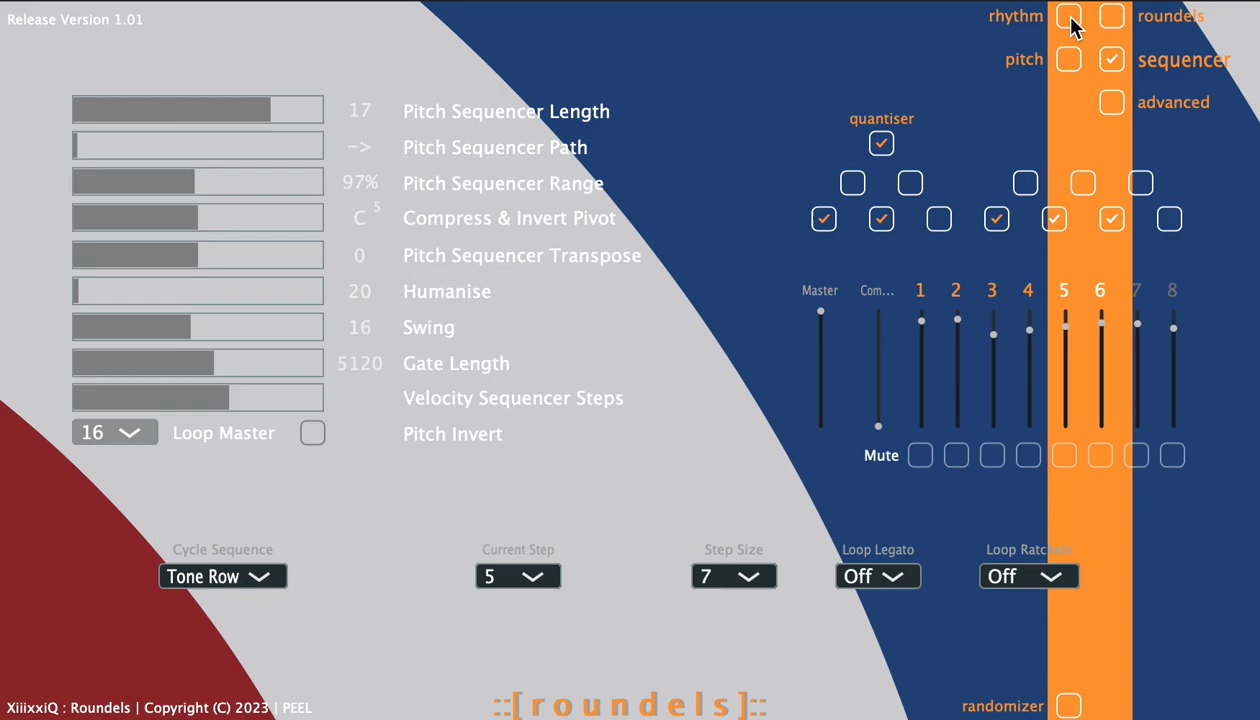 Release Version 1.01
rhythm
roundels
pitch
sequencer
advanced
quantiser
17 Pitch Sequencer Length
-> Pitch Sequencer Path
97% Pitch Sequencer Range
C 5 Compress & Invert Pivot
0 Pitch Sequencer Transpose
20 Humanise
16 Swing
5120 Gate Length
Velocity Sequencer Steps
16 Loop Master
Pitch Invert
Master Com... 1 2 3 4 5 6 7 8
Mute
Cycle Sequence
Tone Row
Current Step
5
Step Size
7
Loop Legato
Off
Loop Ratchets
Off
XiiixxiQ : Roundels | Copyright (C) 2023 | PEEL
::[roundels]::
randomizer